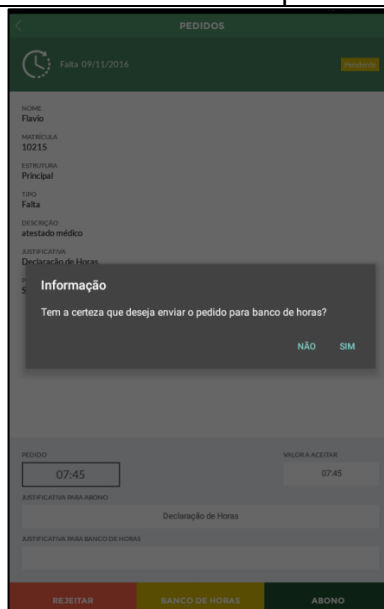 PEDIDOS
Falta 09/11/2016
Pendente
NOME
Flavio
MATRÍCULA
10215
ESTRUTURA
Principal
TIPO
Falta
DESCRIÇÃO
atestado médico
JUSTIFICATIVA
Declaração de Horas
P
S
Informação
Tem a certeza que deseja enviar o pedido para banco de horas?
NÃO SIM
PEDIDO VALOR A ACEITAR
07:45 07:45
JUSTIFICATIVA PARA ABONO
Declaração de Horas
JUSTIFICATIVA PARA BANCO DE HORAS
REJEITAR BANCO DE HORAS ABONO